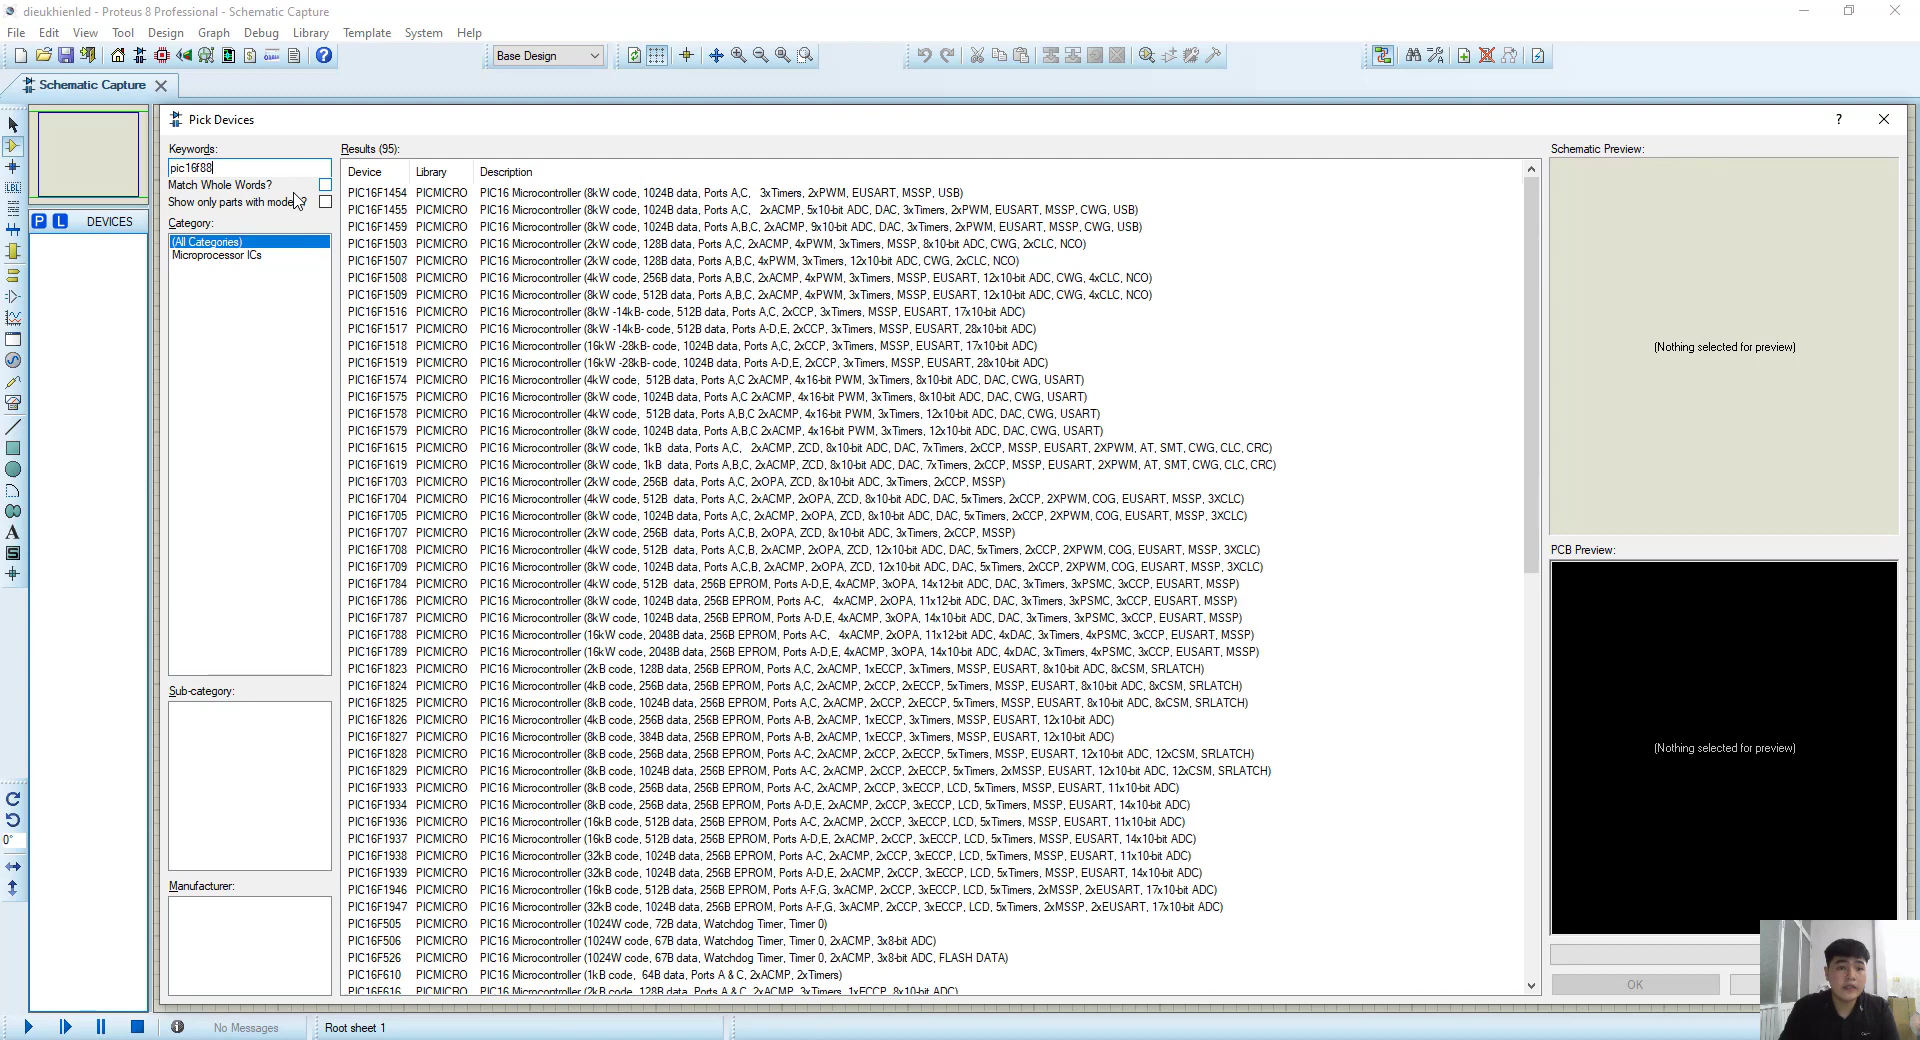 dieukhienled - Proteus 8 Professional - Schematic Capture
File Edit View Tool Design Graph Debug Library Template System Help
Base Design
Schematic Capture
Pick Devices
Keywords:
pic16f88
Match Whole Words?
Show only parts with mode ?
Category:
(All Categories)
Microprocessor ICs
Sub-category:
Manufacturer:
P L DEVICES
LBL
A
S
0°
Results (95):
Device Library Description
PIC16F1454 PICMICRO PIC16 Microcontroller (8kW code, 1024B data, Ports A,C, 3xTimers, 2xPWM, EUSART, MSSP, USB)
PIC16F1455 PICMICRO PIC16 Microcontroller (8kW code, 1024B data, Ports A,C, 2xACMP, 5x10-bit ADC, DAC, 3xTimers, 2xPWM, EUSART, MSSP, CWG, USB)
PIC16F1459 PICMICRO PIC16 Microcontroller (8kW code, 1024B data, Ports A,B,C, 2xACMP, 9x10-bit ADC, DAC, 3xTimers, 2xPWM, EUSART, MSSP, CWG, USB)
PIC16F1503 PICMICRO PIC16 Microcontroller (2kW code, 128B data, Ports A,C, 2xACMP, 4xPWM, 3xTimers, MSSP, 8x10-bit ADC, CWG, 2xCLC, NCO)
PIC16F1507 PICMICRO PIC16 Microcontroller (2kW code, 128B data, Ports A,B,C, 4xPWM, 3xTimers, 12x10-bit ADC, CWG, 2xCLC, NCO)
PIC16F1508 PICMICRO PIC16 Microcontroller (4kW code, 256B data, Ports A,B,C, 2xACMP, 4xPWM, 3xTimers, MSSP, EUSART, 12x10-bit ADC, CWG, 4xCLC, NCO)
PIC16F1509 PICMICRO PIC16 Microcontroller (8kW code, 512B data, Ports A,B,C, 2xACMP, 4xPWM, 3xTimers, MSSP, EUSART, 12x10-bit ADC, CWG, 4xCLC, NCO)
PIC16F1516 PICMICRO PIC16 Microcontroller (8kW -14kB- code, 512B data, Ports A,C, 2xCCP, 3xTimers, MSSP, EUSART, 17x10-bit ADC)
PIC16F1517 PICMICRO PIC16 Microcontroller (8kW -14kB- code, 512B data, Ports A-D,E, 2xCCP, 3xTimers, MSSP, EUSART, 28x10-bit ADC)
PIC16F1518 PICMICRO PIC16 Microcontroller (16kW -28kB- code, 1024B data, Ports A,C, 2xCCP, 3xTimers, MSSP, EUSART, 17x10-bit ADC)
PIC16F1519 PICMICRO PIC16 Microcontroller (16kW -28kB- code, 1024B data, Ports A-D,E, 2xCCP, 3xTimers, MSSP, EUSART, 28x10-bit ADC)
PIC16F1574 PICMICRO PIC16 Microcontroller (4kW code, 512B data, Ports A,C 2xACMP, 4x16-bit PWM, 3xTimers, 8x10-bit ADC, DAC, CWG, USART)
PIC16F1575 PICMICRO PIC16 Microcontroller (8kW code, 1024B data, Ports A,C, 2xACMP, 4x16-bit PWM, 3xTimers, 8x10-bit ADC, DAC, CWG, USART)
PIC16F1578 PICMICRO PIC16 Microcontroller (4kW code, 512B data, Ports A,B,C 2xACMP, 4x16-bit PWM, 3xTimers, 12x10-bit ADC, DAC, CWG, USART)
PIC16F1579 PICMICRO PIC16 Microcontroller (8kW code, 1024B data, Ports A,B,C 2xACMP, 4x16-bit PWM, 3xTimers, 12x10-bit ADC, DAC, CWG, USART)
PIC16F1615 PICMICRO PIC16 Microcontroller (8kW code, 1kB data, Ports A,C, 2xACMP, ZCD, 8x10-bit ADC, DAC, 7xTimers, 2xCCP, MSSP, EUSART, 2XPWM, AT, SMT, CWG, CLC, CRC)
PIC16F1619 PICMICRO PIC16 Microcontroller (8kW code, 1kB data, Ports A,B,C, 2xACMP, ZCD, 8x10-bit ADC, DAC, 7xTimers, 2xCCP, MSSP, EUSART, 2XPWM, AT, SMT, CWG, CLC, CRC)
PIC16F1703 PICMICRO PIC16 Microcontroller (2kW code, 256B data, Ports A,C, 2xOPA, ZCD, 8x10-bit ADC, 3xTimers, 2xCCP, MSSP)
PIC16F1704 PICMICRO PIC16 Microcontroller (4kW code, 512B data, Ports A,C, 2xACMP, 2xOPA, ZCD, 8x10-bit ADC, DAC, 5xTimers, 2xCCP, 2XPWM, COG, EUSART, MSSP, 3XCLC)
PIC16F1705 PICMICRO PIC16 Microcontroller (8kW code, 1024B data, Ports A,C, 2xACMP, 2xOPA, ZCD, 8x10-bit ADC, DAC, 5xTimers, 2xCCP, 2XPWM, COG, EUSART, MSSP, 3XCLC)
PIC16F1707 PICMICRO PIC16 Microcontroller (2kW code, 256B data, Ports A,C,B, 2xOPA, ZCD, 8x10-bit ADC, 3xTimers, 2xCCP, MSSP)
PIC16F1708 PICMICRO PIC16 Microcontroller (4kW code, 512B data, Ports A,C,B, 2xACMP, 2xOPA, ZCD, 12x10-bit ADC, DAC, 5xTimers, 2xCCP, 2XPWM, COG, EUSART, MSSP, 3XCLC)
PIC16F1709 PICMICRO PIC16 Microcontroller (8kW code, 1024B data, Ports A,C,B, 2xACMP, 2xOPA, ZCD, 12x10-bit ADC, DAC, 5xTimers, 2xCCP, 2XPWM, COG, EUSART, MSSP, 3XCLC)
PIC16F1784 PICMICRO PIC16 Microcontroller (4kW code, 512B data, 256B EPROM, Ports A-D,E, 4xACMP, 3xOPA, 14x12-bit ADC, DAC, 3xTimers, 3xPSMC, 3xCCP, EUSART, MSSP)
PIC16F1786 PICMICRO PIC16 Microcontroller (8kW code, 1024B data, 256B EPROM, Ports A-C, 4xACMP, 2xOPA, 11x12-bit ADC, DAC, 3xTimers, 3xPSMC, 3xCCP, EUSART, MSSP)
PIC16F1787 PICMICRO PIC16 Microcontroller (8kW code, 1024B data, 256B EPROM, Ports A-D,E, 4xACMP, 3xOPA, 14x10-bit ADC, DAC, 3xTimers, 3xPSMC, 3xCCP, EUSART, MSSP)
PIC16F1788 PICMICRO PIC16 Microcontroller (16kW code, 2048B data, 256B EPROM, Ports A-C, 4xACMP, 2xOPA, 11x12-bit ADC, 4xDAC, 3xTimers, 4xPSMC, 3xCCP, EUSART, MSSP)
PIC16F1789 PICMICRO PIC16 Microcontroller (16kW code, 2048B data, 256B EPROM, Ports A-D,E, 4xACMP, 3xOPA, 14x10-bit ADC, 4xDAC, 3xTimers, 4xPSMC, 3xCCP, EUSART, MSSP)
PIC16F1823 PICMICRO PIC16 Microcontroller (2kB code, 128B data, 256B EPROM, Ports A,C, 2xACMP, 1xECCP, 3xTimers, MSSP, EUSART, 8x10-bit ADC, 8xCSM, SRLATCH)
PIC16F1824 PICMICRO PIC16 Microcontroller (4kB code, 256B data, 256B EPROM, Ports A,C, 2xACMP, 2xCCP, 2xECCP, 5xTimers, MSSP, EUSART, 8x10-bit ADC, 8xCSM, SRLATCH)
PIC16F1825 PICMICRO PIC16 Microcontroller (8kB code, 1024B data, 256B EPROM, Ports A,C, 2xACMP, 2xCCP, 2xECCP, 5xTimers, MSSP, EUSART, 8x10-bit ADC, 8xCSM, SRLATCH)
PIC16F1826 PICMICRO PIC16 Microcontroller (4kB code, 256B data, 256B EPROM, Ports A-B, 2xACMP, 1xECCP, 3xTimers, MSSP, EUSART, 12x10-bit ADC)
PIC16F1827 PICMICRO PIC16 Microcontroller (8kB code, 384B data, 256B EPROM, Ports A-B, 2xACMP, 1xECCP, 3xTimers, MSSP, EUSART, 12x10-bit ADC)
PIC16F1828 PICMICRO PIC16 Microcontroller (8kB code, 256B data, 256B EPROM, Ports A-C, 2xACMP, 2xCCP, 2xECCP, 5xTimers, MSSP, EUSART, 12x10-bit ADC, 12xCSM, SRLATCH)
PIC16F1829 PICMICRO PIC16 Microcontroller (8kB code, 1024B data, 256B EPROM, Ports A-C, 2xACMP, 2xCCP, 2xECCP, 5xTimers, 2xMSSP, EUSART, 12x10-bit ADC, 12xCSM, SRLATCH)
PIC16F1933 PICMICRO PIC16 Microcontroller (8kB code, 256B data, 256B EPROM, Ports A-C, 2xACMP, 2xCCP, 3xECCP, LCD, 5xTimers, MSSP, EUSART, 11x10-bit ADC)
PIC16F1934 PICMICRO PIC16 Microcontroller (8kB code, 256B data, 256B EPROM, Ports A-D,E, 2xACMP, 2xCCP, 3xECCP, LCD, 5xTimers, MSSP, EUSART, 14x10-bit ADC)
PIC16F1936 PICMICRO PIC16 Microcontroller (16kB code, 512B data, 256B EPROM, Ports A-C, 2xACMP, 2xCCP, 3xECCP, LCD, 5xTimers, MSSP, EUSART, 11x10-bit ADC)
PIC16F1937 PICMICRO PIC16 Microcontroller (16kB code, 512B data, 256B EPROM, Ports A-D,E, 2xACMP, 2xCCP, 3xECCP, LCD, 5xTimers, MSSP, EUSART, 14x10-bit ADC)
PIC16F1938 PICMICRO PIC16 Microcontroller (32kB code, 1024B data, 256B EPROM, Ports A-C, 2xACMP, 2xCCP, 3xECCP, LCD, 5xTimers, MSSP, EUSART, 11x10-bit ADC)
PIC16F1939 PICMICRO PIC16 Microcontroller (32kB code, 1024B data, 256B EPROM, Ports A-D,E, 2xACMP, 2xCCP, 3xECCP, LCD, 5xTimers, MSSP, EUSART, 14x10-bit ADC)
PIC16F1946 PICMICRO PIC16 Microcontroller (16kB code, 512B data, 256B EPROM, Ports A-F,G, 3xACMP, 2xCCP, 3xECCP, LCD, 5xTimers, 2xMSSP, 2xEUSART, 17x10-bit ADC)
PIC16F1947 PICMICRO PIC16 Microcontroller (32kB code, 1024B data, 256B EPROM, Ports A-F,G, 3xACMP, 2xCCP, 3xECCP, LCD, 5xTimers, 2xMSSP, 2xEUSART, 17x10-bit ADC)
PIC16F505 PICMICRO PIC16 Microcontroller (1024W code, 72B data, Watchdog Timer, Timer 0)
PIC16F506 PICMICRO PIC16 Microcontroller (1024W code, 67B data, Watchdog Timer, Timer 0, 2xACMP, 3x8-bit ADC)
PIC16F526 PICMICRO PIC16 Microcontroller (1024W code, 67B data, Watchdog Timer, Timer 0, 2xACMP, 3x8-bit ADC, FLASH DATA)
PIC16F610 PICMICRO PIC16 Microcontroller (1kB code, 64B data, Ports A & C, 2xACMP, 2xTimers)
PIC16F616 PICMICRO PIC16 Microcontroller (2kB code, 128B data, Ports A & C, 2xACMP, 3xTimers, 1xECCP, 8x10-bit ADC)
Schematic Preview:
(Nothing selected for preview)
PCB Preview:
(Nothing selected for preview)
OK
No Messages
Root sheet 1